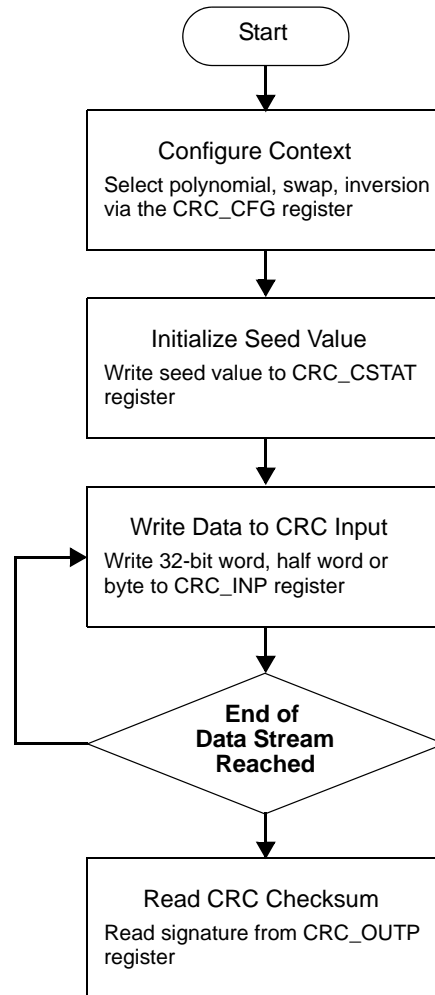 Start
Configure Context
Select polynomial, swap, inversion
via the CRC_CFG register
Initialize Seed Value
Write seed value to CRC_CSTAT
register
Write Data to CRC Input
Write 32-bit word, half word or
byte to CRC_INP register
End of
Data Stream
Reached
Read CRC Checksum
Read signature from CRC_OUTP
register